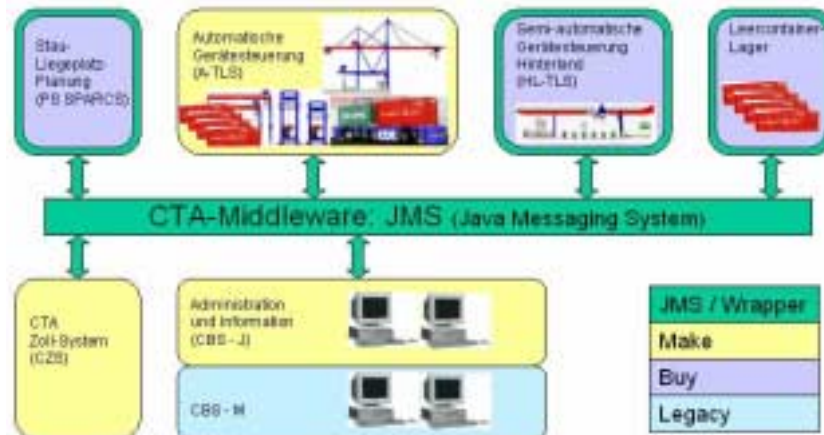 Stau-
Liegeplatz-
Planung
(PS SPARCS)
Automatische
Gerätesteuerung
(A-TLS)
Semi-automatische
Gerätesteuerung
Hinterland
(HL-TLS)
Leercontainer-
Lager
CTA-Middleware: JMS (Java Messaging System)
CTA
Zoll-System
(CZS)
Administration
und Information
(CBS - J)
CBS - M
JMS / Wrapper
Make
Buy
Legacy